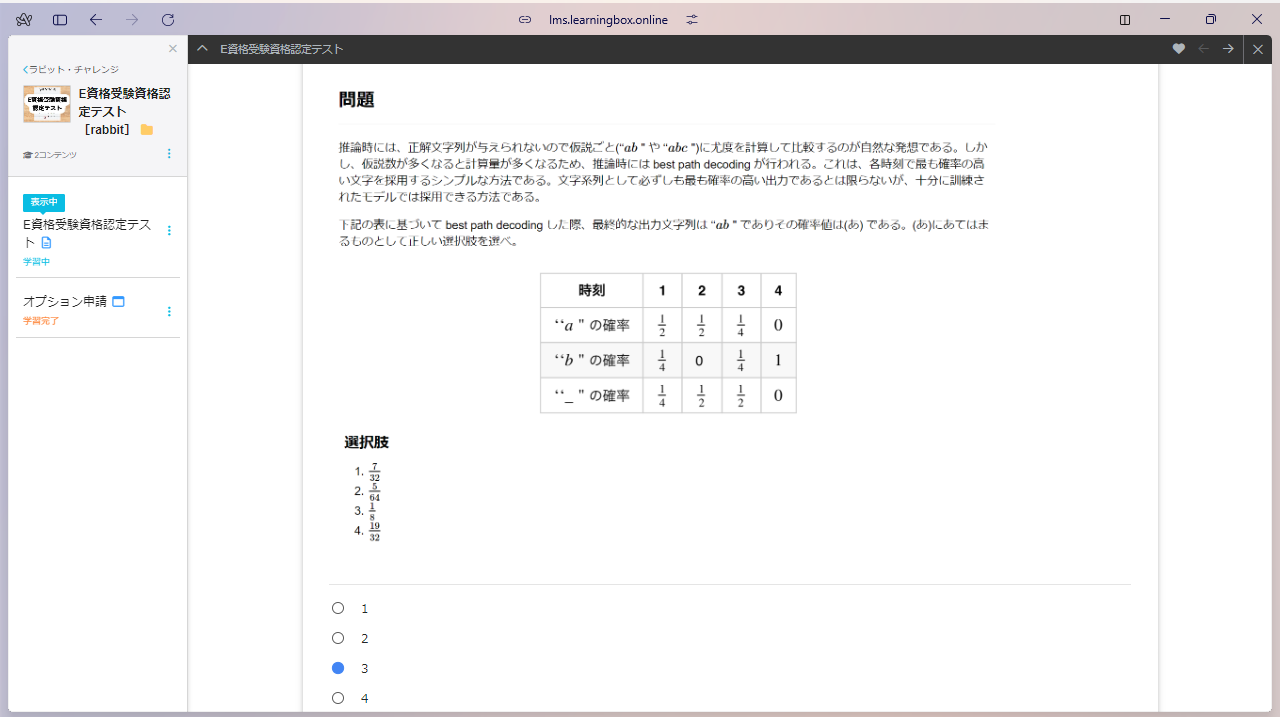 lms.learningbox.online
ラビット・チャレンジ
E資格受験資格認定テスト
E資格受験資格認
定テスト
［rabbit］
2コンテンツ
表示中
E資格受験資格認定テス
ト
学習中
オプション申請
学習完了
E資格受験資格認定テスト
問題
推論時には、正解文字列が与えられないので仮説ごと(“ab ” や “abc ”)に尤度を計算して比較するのが自然な発想である。しか
し、仮説数が多くなると計算量が多くなるため、推論時には best path decoding が行われる。これは、各時刻で最も確率の高
い文字を採用するシンプルな方法である。文字系列として必ずしも最も確率の高い出力であるとは限らないが、十分に訓練さ
れたモデルでは採用できる方法である。
下記の表に基づいて best path decoding した際、最終的な出力文字列は “ab ” でありその確率値は(あ) である。(あ)にあてはま
るものとして正しい選択肢を選べ。
時刻 1 2 3 4
‘‘a " の確率 1/2 1/2 1/4 0
‘‘b " の確率 1/4 0 1/4 1
‘‘_ " の確率 1/4 1/2 1/2 0
選択肢
1. 7/32
2. 5/64
3. 1/8
4. 19/32
1
2
3
4